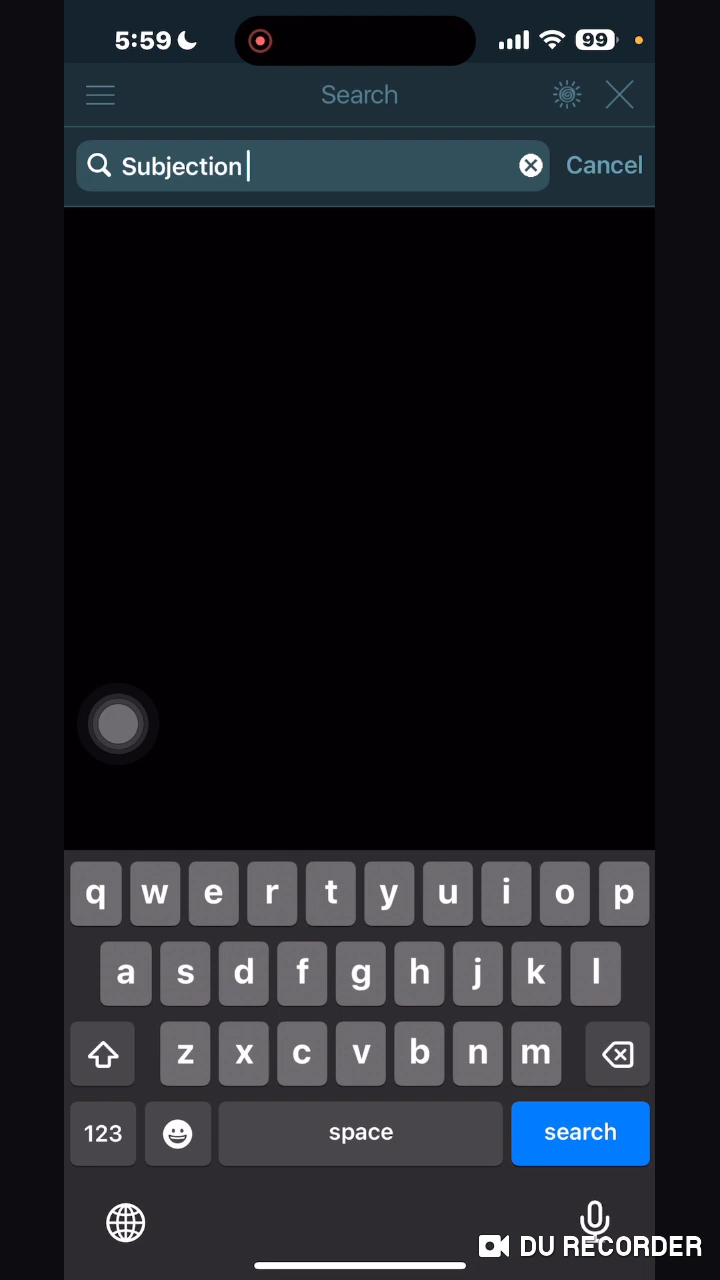 5:59 99
Search
Subjection Cancel
q w e r t y u i o p
a s d f g h j k l
z x c v b n m
123 space search
DU RECORDER